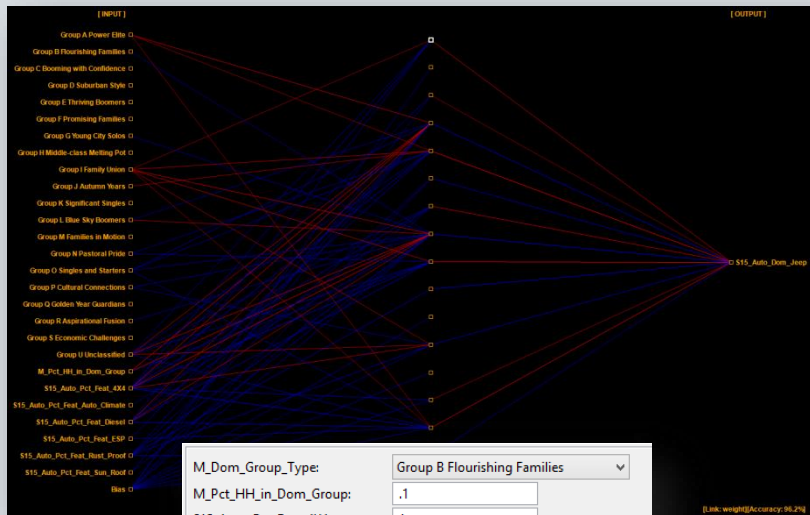 [ INPUT ]
[ OUTPUT ]
Group A Power Elite
Group B Flourishing Families
Group C Booming with Confidence
Group D Suburban Style
Group E Thriving Boomers
Group F Promising Families
Group G Young City Solos
Group H Middle-class Melting Pot
Group I Family Union
Group J Autumn Years
Group K Significant Singles
Group L Blue Sky Boomers
Group M Families in Motion
Group N Pastoral Pride
Group O Singles and Starters
S15_Auto_Dom_Jeep
Group P Cultural Connections
Group Q Golden Year Guardians
Group R Aspirational Fusion
Group S Economic Challenges
Group U Unclassified
M_Pct_HH_in_Dom_Group
S15_Auto_Pct_Feat_4X4
S15_Auto_Pct_Feat_Auto_Climate
S15_Auto_Pct_Feat_Diesel
S15_Auto_Pct_Feat_ESP
S15_Auto_Pct_Feat_Rust_Proof
S15_Auto_Pct_Feat_Sun_Roof
Bias
M_Dom_Group_Type: Group B Flourishing Families
M_Pct_HH_in_Dom_Group: .1
[Link: weight][Accuracy: 96.2%]